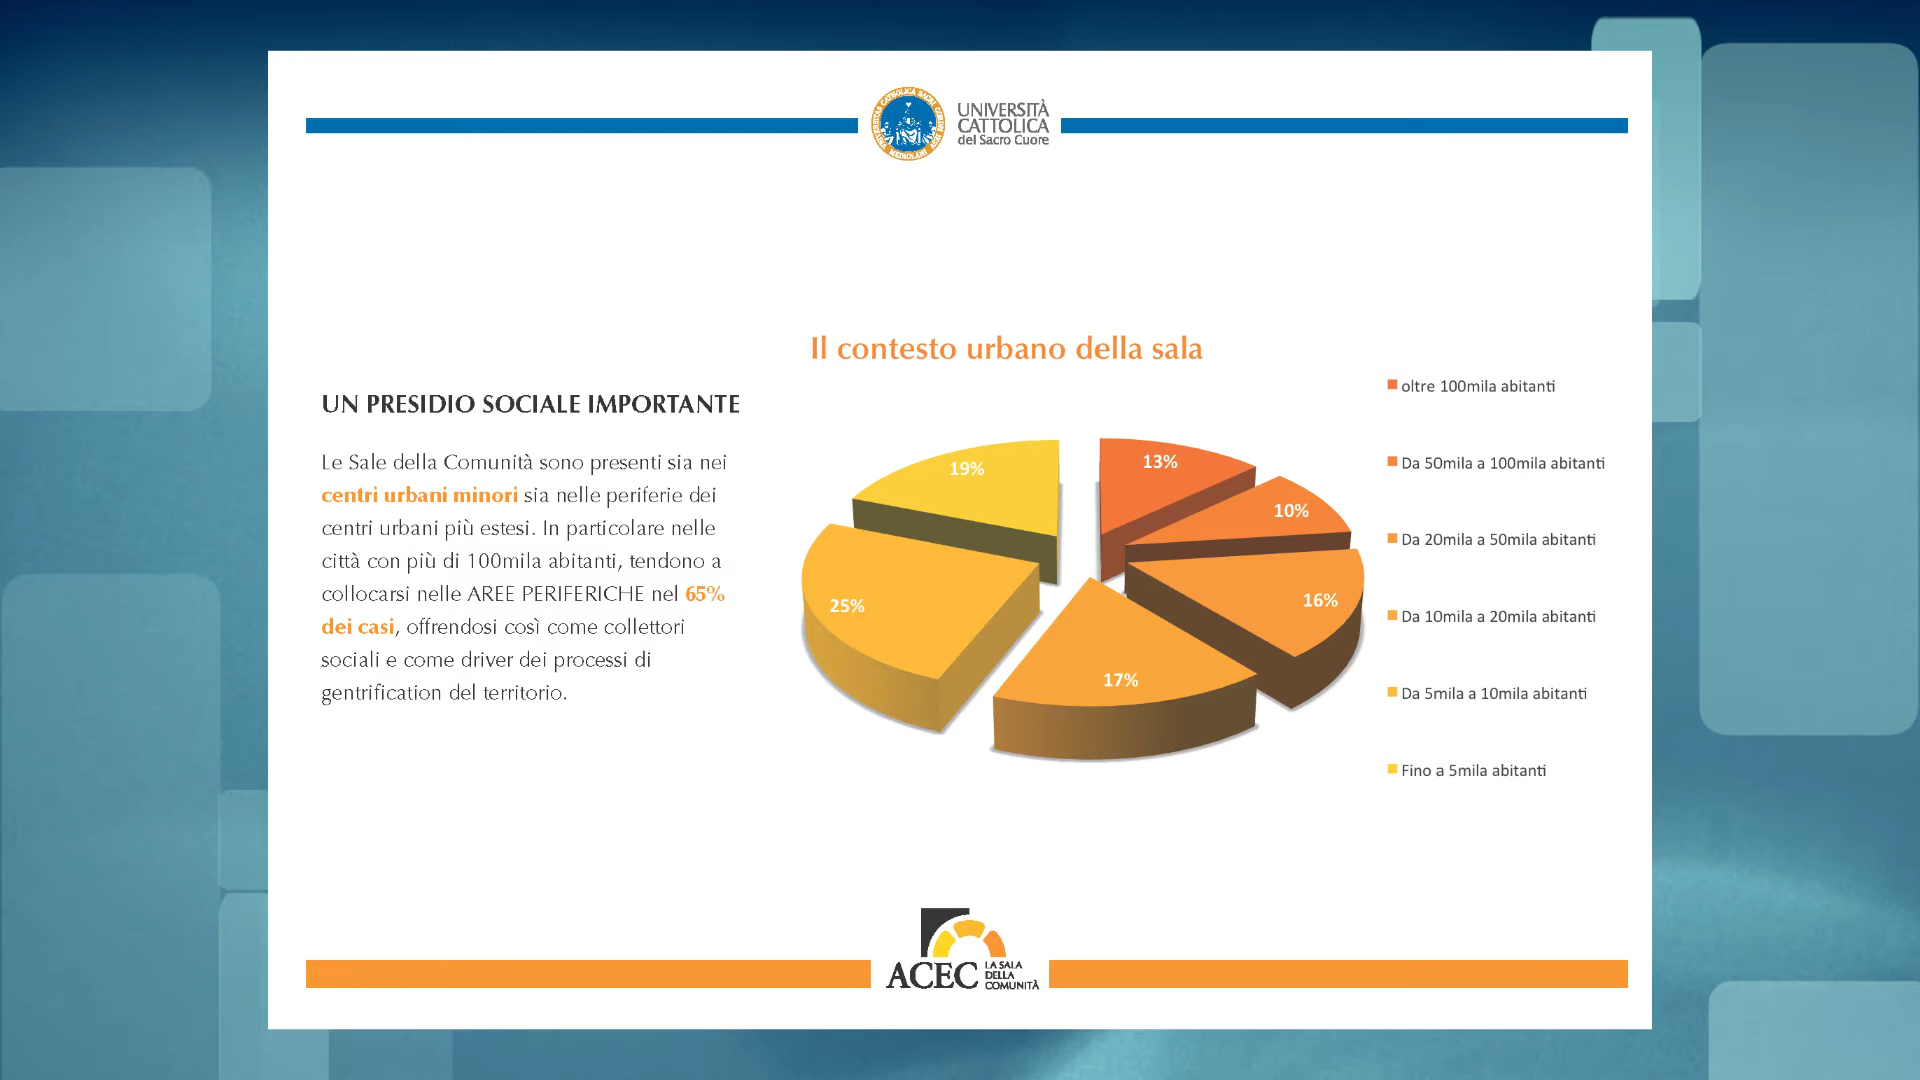 UNIVERSITÀ
CATTOLICA
del Sacro Cuore
Il contesto urbano della sala
UN PRESIDIO SOCIALE IMPORTANTE
Le Sale della Comunità sono presenti sia nei
centri urbani minori sia nelle periferie dei
centri urbani più estesi. In particolare nelle
città con più di 100mila abitanti, tendono a
collocarsi nelle AREE PERIFERICHE nel 65%
dei casi, offrendosi così come collettori
sociali e come driver dei processi di
gentrification del territorio.
19%
13%
10%
16%
17%
25%
oltre 100mila abitanti
Da 50mila a 100mila abitanti
Da 20mila a 50mila abitanti
Da 10mila a 20mila abitanti
Da 5mila a 10mila abitanti
Fino a 5mila abitanti
ACEC
LA SALA
DELLA
COMUNITÀ